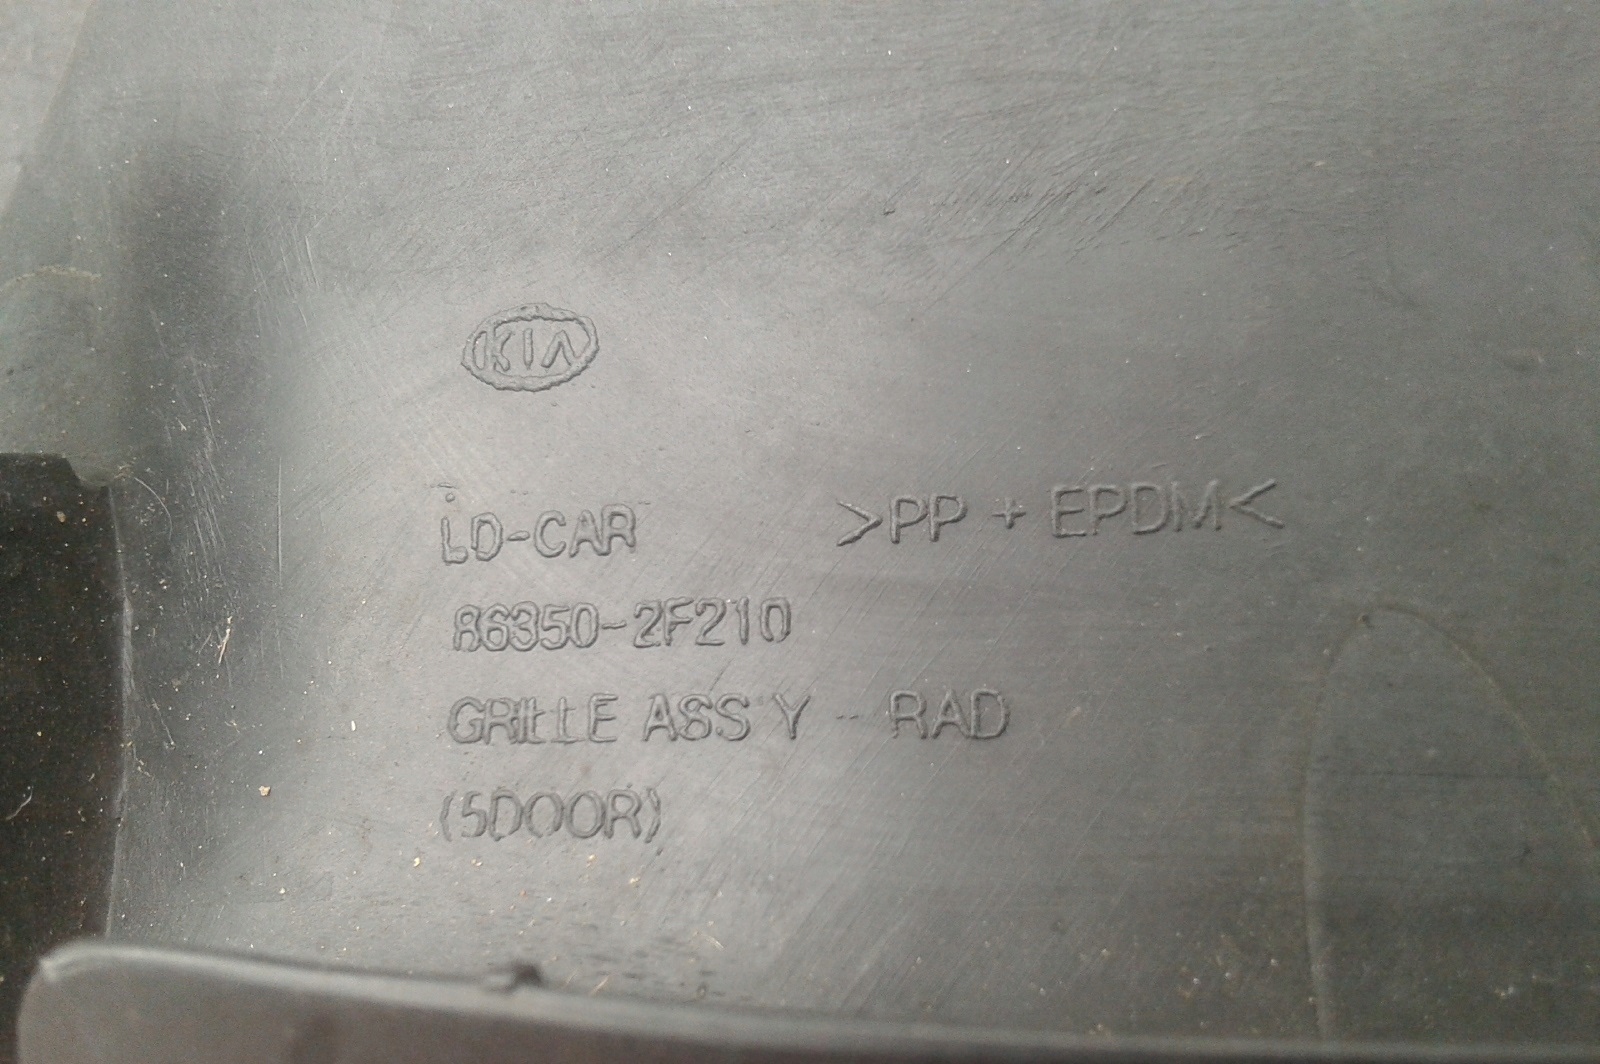 KIA
LD-CAR >PP + EPDM<
86350-2F210
GRILLE ASS'Y - RAD
(5DOOR)